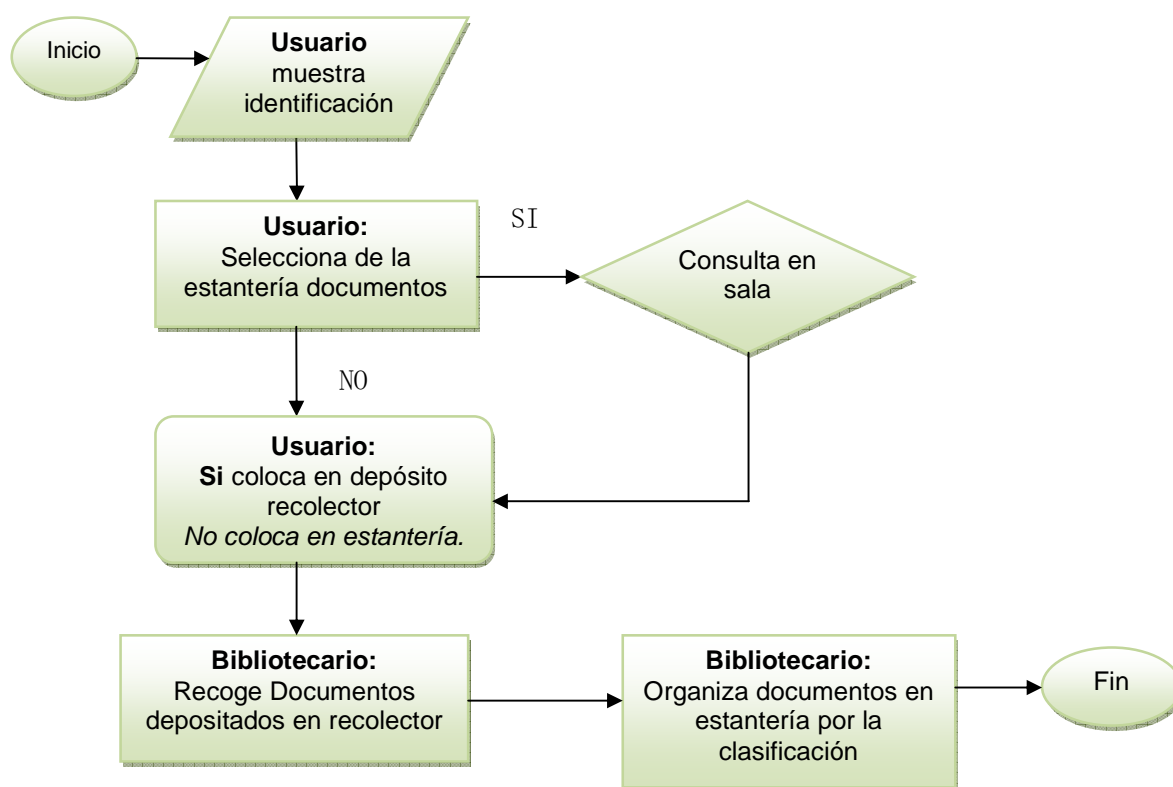 Inicio
Usuario
muestra
identificación
Usuario:
Selecciona de la
estantería documentos
SI
Consulta en
sala
NO
Usuario:
Si coloca en depósito
recolector
No coloca en estantería.
Bibliotecario:
Recoge Documentos
depositados en recolector
Bibliotecario:
Organiza documentos en
estantería por la
clasificación
Fin